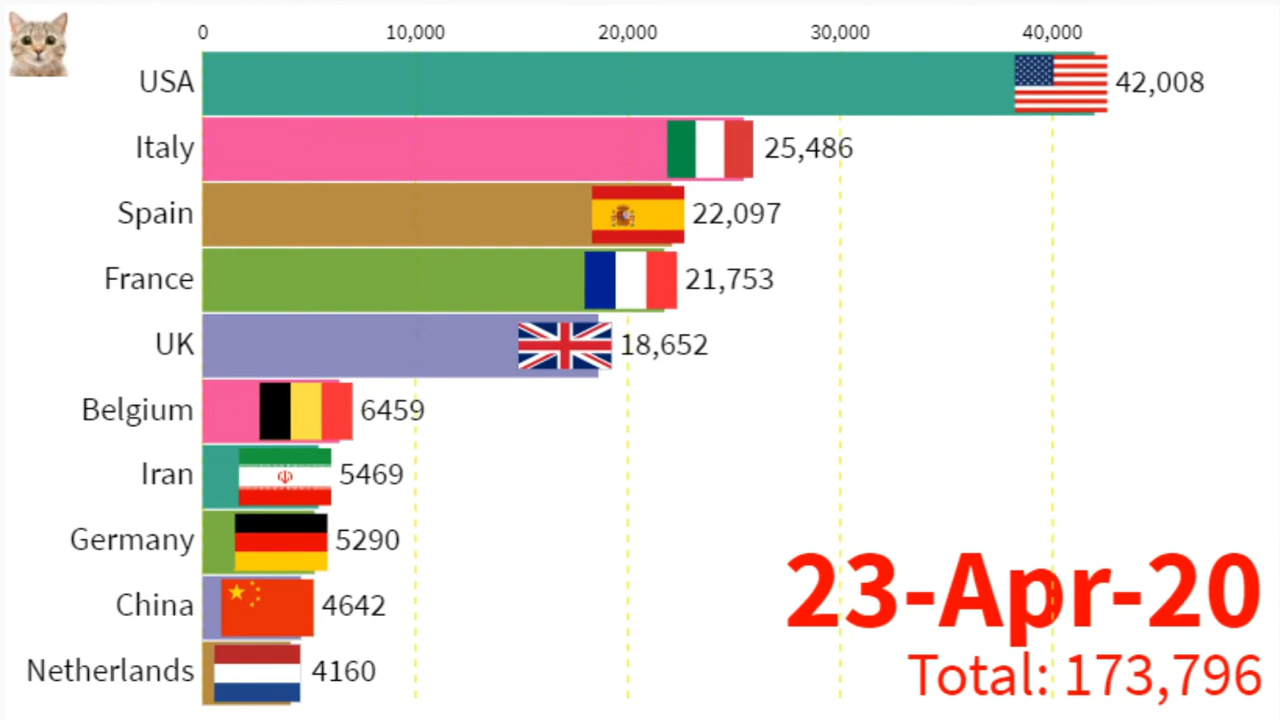 0 10,000 20,000 30,000 40,000
USA 42,008
Italy 25,486
Spain 22,097
France 21,753
UK 18,652
Belgium 6459
Iran 5469
Germany 5290
China 4642
Netherlands 4160
23-Apr-20
Total: 173,796